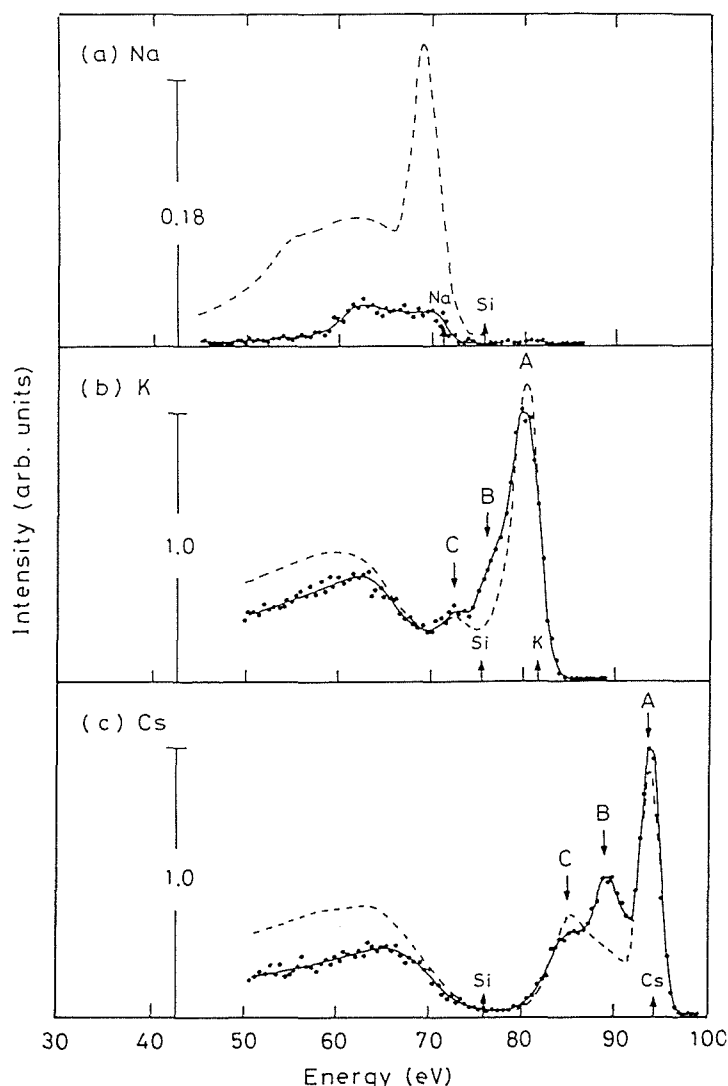 (a) Na
0.18
Na
Si
A
(b) K
B
C
1.0
Si
K
A
(c) Cs
B
C
1.0
Si
Cs
Intensity (arb. units)
30 40 50 60 70 80 90 100
Energy (eV)